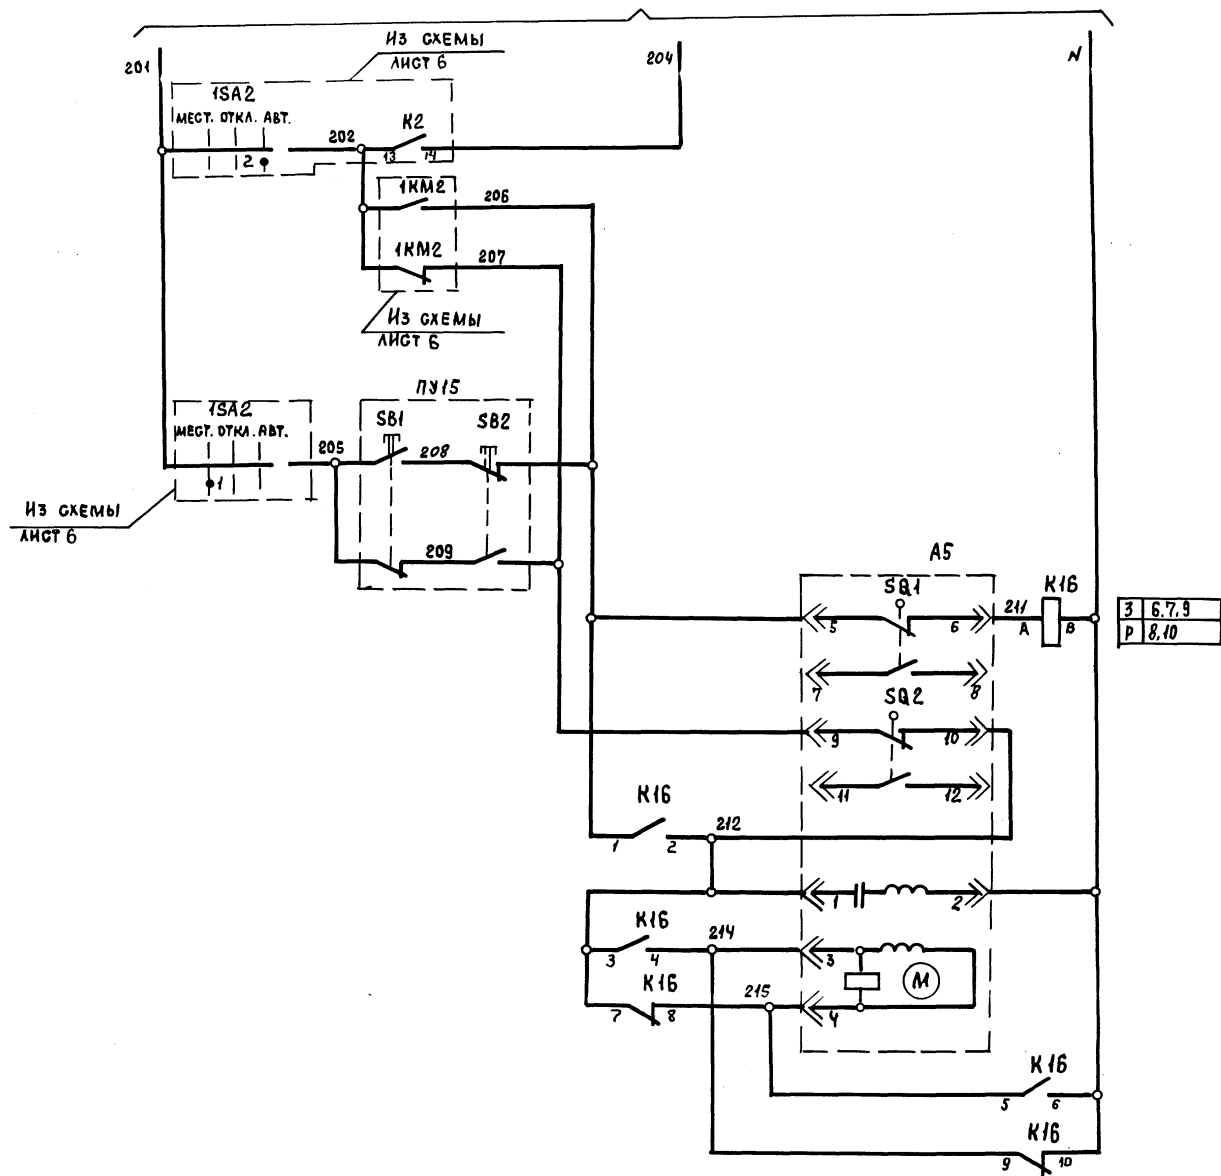 Из схемы
лист 6
201
204
N
1SA2
мест. откл. авт.
202
K2
2
13
14
1KM2
206
1KM2
207
Из схемы
лист 6
ПУ15
1SA2
мест. откл. авт.
SB1
SB2
205
208
1
Из схемы
лист 6
209
A5
SQ1
211
K16
3 6,7,9
5
6
A
B
Р 8,10
7
8
SQ2
9
10
11
12
K16
212
1
2
1
2
K16
214
3
4
3
M
K16
215
7
8
4
K16
5
6
K16
9
10